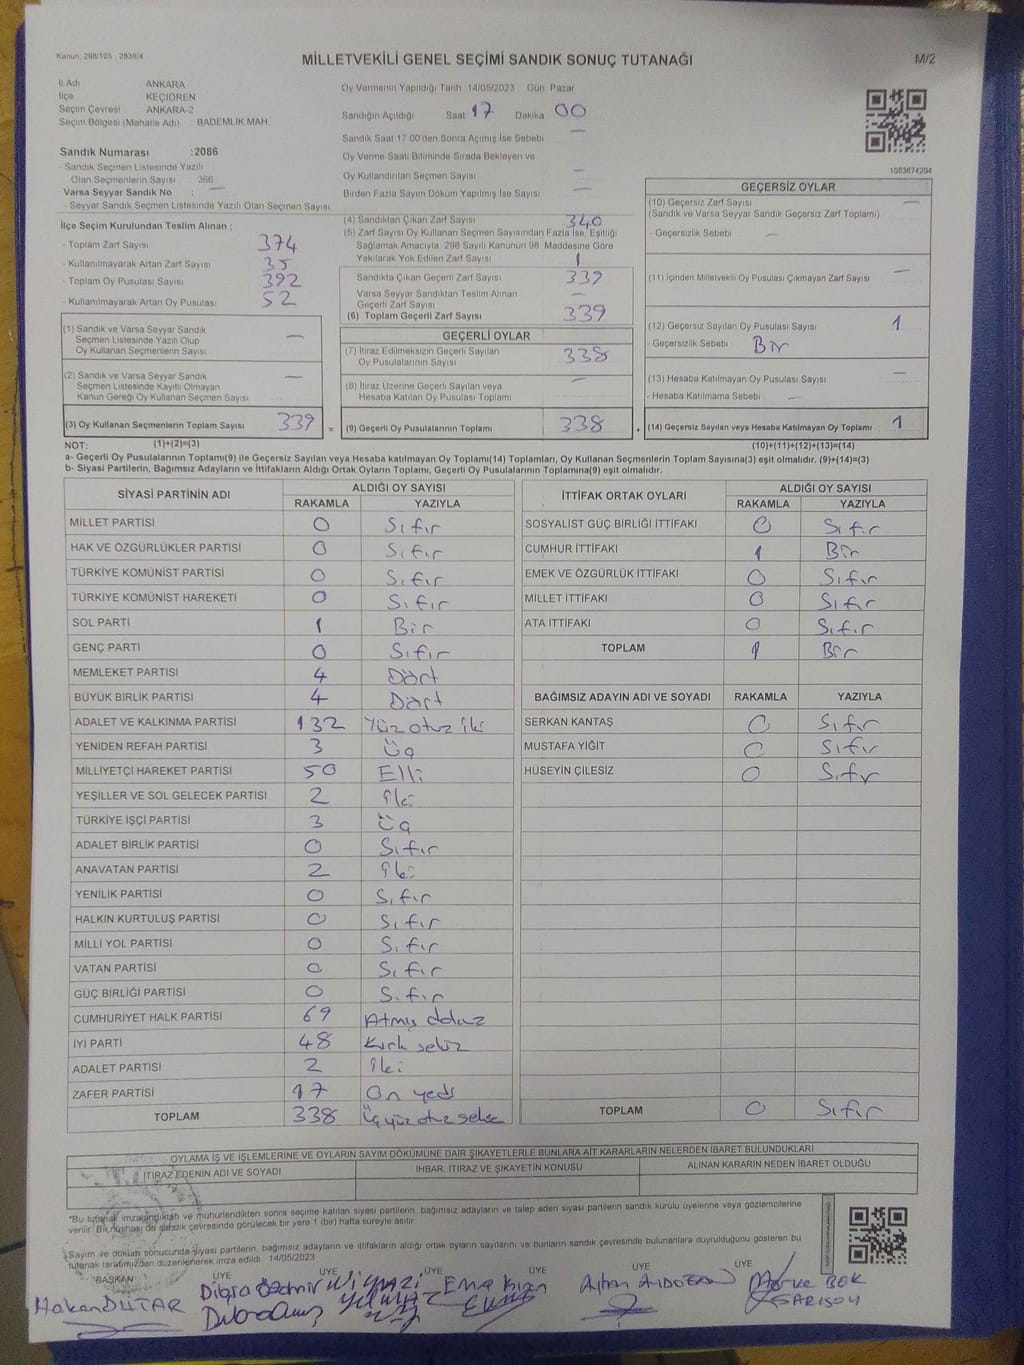 Kanun. 298/105 , 2839/4
MİLLETVEKİLİ GENEL SEÇİMİ SANDIK SONUÇ TUTANAĞI
M/2
İl Adı ANKARA
İlçe KEÇİÖREN
Seçim Çevresi ANKARA-2
Seçim Bölgesi (Mahalle Adı) BADEMLIK MAH
Sandık Numarası :2086
- Sandık Seçmen Listesinde Yazılı
Olan Seçmenlerin Sayısı 366
Varsa Seyyar Sandık No : —
- Seyyar Sandık Seçmen Listesinde Yazılı Olan Seçmen Sayısı
Oy Vermenin Yapıldığı Tarih 14/05/2023 Gün Pazar
Sandığın Açıldığı Saat 17 Dakika 00
Sandık Saat 17 00'den Sonra Açımış İse Sebebi —
Oy Verme Saati Bitiminde Sırada Bekleyen ve
Oy Kullandırılan Seçmen Sayısı —
Birden Fazla Sayım Döküm Yapılmış İse Sayısı —
1083674204
İlçe Seçim Kurulundan Teslim Alınan :
- Toplam Zarf Sayısı 374
- Kullanılmayarak Artan Zarf Sayısı 35
- Toplam Oy Pusulası Sayısı 392
- Kullanılmayarak Artan Oy Pusulası 52
(4) Sandıktan Çıkan Zarf Sayısı 340
(5) Zarf Sayısı Oy Kullanan Seçmen Sayısından Fazla İse, Eşitliği
Sağlamak Amacıyla, 298 Sayılı Kanunun 98. Maddesine Göre
Yakılarak Yok Edilen Zarf Sayısı 1
Sandıkta Çıkan Geçerli Zarf Sayısı 339
Varsa Seyyar Sandıktan Teslim Alınan
Geçerli Zarf Sayısı —
(6) Toplam Geçerli Zarf Sayısı 339
GEÇERSİZ OYLAR
(10) Geçersiz Zarf Sayısı —
(Sandık ve Varsa Seyyar Sandık Geçersiz Zarf Toplamı)
- Geçersizlik Sebebi —
(11) İçinden Milletvekili Oy Pusulası Çıkmayan Zarf Sayısı —
(12) Geçersiz Sayılan Oy Pusulası Sayısı 1
- Geçersizlik Sebebi Bir
(13) Hesaba Katılmayan Oy Pusulası Sayısı —
- Hesaba Katılmama Sebebi —
(14) Geçersiz Sayılan veya Hesaba Katılmayan Oy Toplamı 1
(1) Sandık ve Varsa Seyyar Sandık
Seçmen Listesinde Yazılı Olup
Oy Kullanan Seçmenlerin Sayısı —
(2) Sandık ve Varsa Seyyar Sandık
Seçmen Listesinde Kayıtlı Olmayan
Kanun Gereği Oy Kullanan Seçmen Sayısı —
(3) Oy Kullanan Seçmenlerin Toplam Sayısı 339 =
GEÇERLİ OYLAR
(7) İtiraz Edilmeksizin Geçerli Sayılan
Oy Pusulalarının Sayısı 338
(8) İtiraz Üzerine Geçerli Sayılan veya
Hesaba Katılan Oy Pusulası Toplamı —
(9) Geçerli Oy Pusulalarının Toplamı 338 +
NOT: (1)+(2)=(3) (10)+(11)+(12)+(13)=(14)
a- Geçerli Oy Pusulalarının Toplamı(9) ile Geçersiz Sayılan veya Hesaba katılmayan Oy Toplamı(14) Toplamları, Oy Kullanan Seçmenlerin Toplam Sayısına(3) eşit olmalıdır. (9)+(14)=(3)
b- Siyasi Partilerin, Bağımsız Adayların ve İttifakların Aldığı Ortak Oyların Toplamı, Geçerli Oy Pusulalarının Toplamına(9) eşit olmalıdır.
SİYASİ PARTİNİN ADI ALDIĞI OY SAYISI
RAKAMLA YAZIYLA
MİLLET PARTİSİ 0 Sıfır
HAK VE ÖZGÜRLÜKLER PARTİSİ 0 Sıfır
TÜRKİYE KOMÜNİST PARTİSİ 0 Sıfır
TÜRKİYE KOMÜNİST HAREKETİ 0 Sıfır
SOL PARTİ 1 Bir
GENÇ PARTİ 0 Sıfır
MEMLEKET PARTİSİ 4 Dört
BÜYÜK BİRLİK PARTİSİ 4 Dört
ADALET VE KALKINMA PARTİSİ 132 Yüz otuz iki
YENİDEN REFAH PARTİSİ 3 Üç
MİLLİYETÇİ HAREKET PARTİSİ 50 Elli
YEŞİLLER VE SOL GELECEK PARTİSİ 2 İki
TÜRKİYE İŞÇİ PARTİSİ 3 Üç
ADALET BİRLİK PARTİSİ 0 Sıfır
ANAVATAN PARTİSİ 2 İki
YENİLİK PARTİSİ 0 Sıfır
HALKIN KURTULUŞ PARTİSİ 0 Sıfır
MİLLİ YOL PARTİSİ 0 Sıfır
VATAN PARTİSİ 0 Sıfır
GÜÇ BİRLİĞİ PARTİSİ 0 Sıfır
CUMHURİYET HALK PARTİSİ 69 Atmış dokuz
İYİ PARTİ 48 Kırk sekiz
ADALET PARTİSİ 2 İki
ZAFER PARTİSİ 17 On yedi
TOPLAM 338 Üçyüz otuz sekiz
İTTİFAK ORTAK OYLARI ALDIĞI OY SAYISI
RAKAMLA YAZIYLA
SOSYALİST GÜÇ BİRLİĞİ İTTİFAKI 0 Sıfır
CUMHUR İTTİFAKI 1 Bir
EMEK VE ÖZGÜRLÜK İTTİFAKI 0 Sıfır
MİLLET İTTİFAKI 0 Sıfır
ATA İTTİFAKI 0 Sıfır
TOPLAM 1 Bir
BAĞIMSIZ ADAYIN ADI VE SOYADI RAKAMLA YAZIYLA
SERKAN KANTAŞ 0 Sıfır
MUSTAFA YİĞİT 0 Sıfır
HÜSEYİN ÇİLESİZ 0 Sıfır
TOPLAM 0 Sıfır
OYLAMA İŞ VE İŞLEMLERİNE VE OYLARIN SAYIM DÖKÜMÜNE DAİR ŞİKAYETLERLE BUNLARA AİT KARARLARIN NELERDEN İBARET BULUNDUKLARI
İTİRAZ EDENİN ADI VE SOYADI İHBAR, İTİRAZ VE ŞİKAYETİN KONUSU ALINAN KARARIN NEDEN İBARET OLDUĞU
*Bu tutanak imzalandıktan ve mühürlendikten sonra seçime katılan siyasi partilerin, bağımsız adayların ve talep eden siyasi partilerin sandık kurulu üyelerine veya gözlemcilerine
verilir. Bir nüshası da sandık çevresinde görülecek bir yere 1 (bir) hafta süreyle asılır.
Sayım ve döküm sonucunda siyasi partilerin, bağımsız adayların ve ittifakların aldığı ortak oyların sayılarını ve bunların sandık çevresinde bulunanlara duyrulduğunu gösteren bu
tutanak tarafımızdan düzenlenerek imza edildi. 14/05/2023
BAŞKAN ÜYE ÜYE ÜYE ÜYE ÜYE
Hakan DUTAR